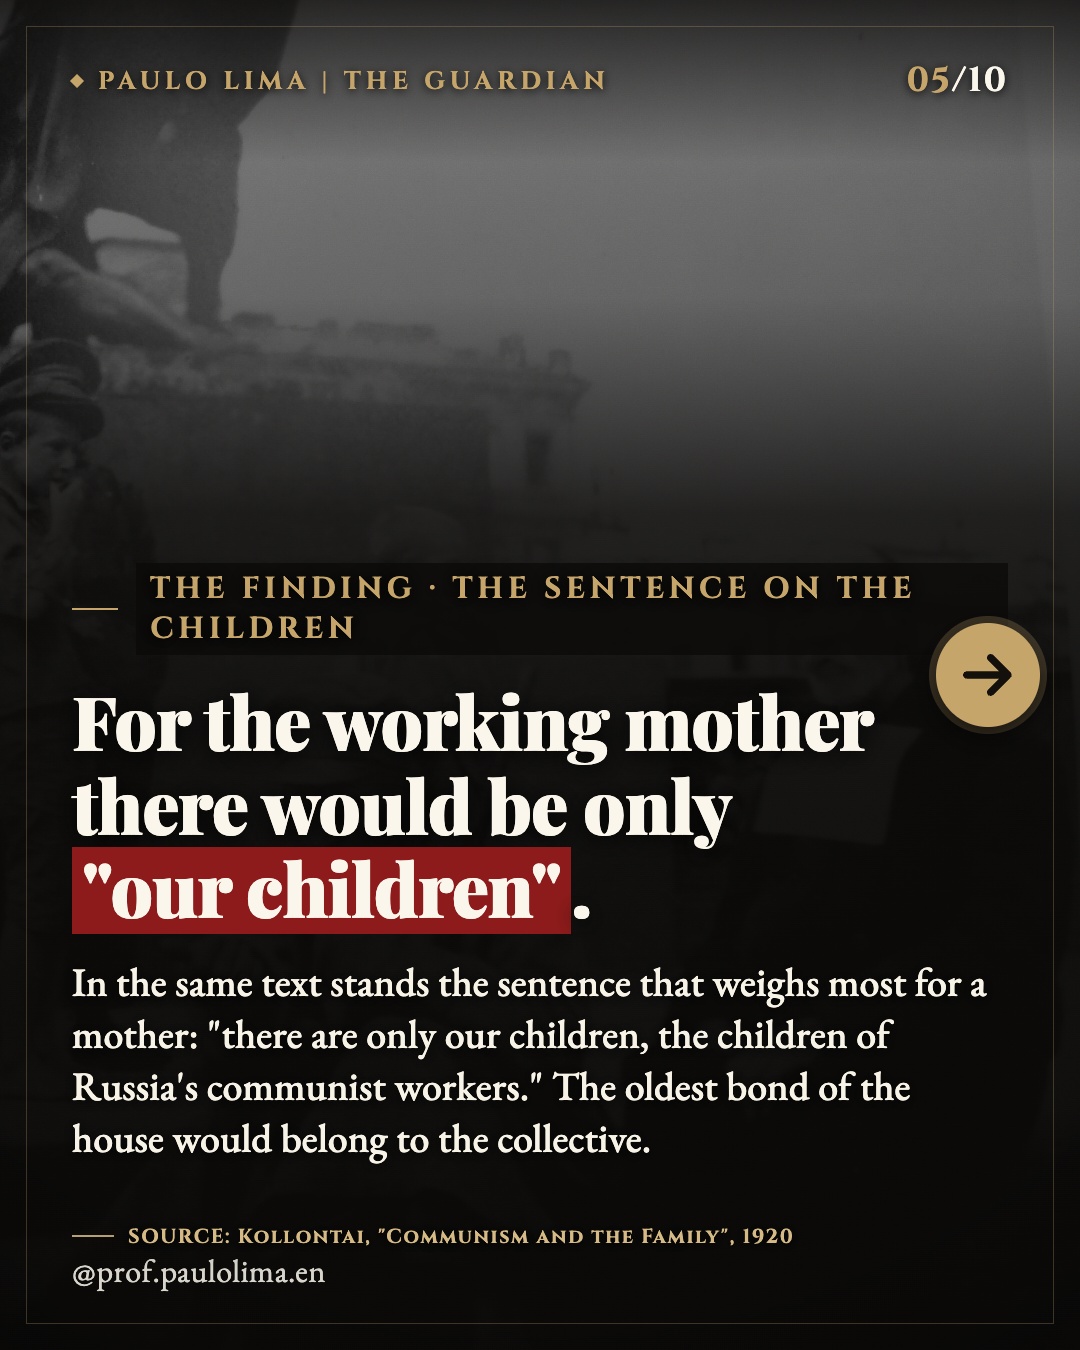 ◆ PAULO LIMA | THE GUARDIAN
05/10
THE FINDING · THE SENTENCE ON THE
CHILDREN
For the working mother
there would be only
"our children".
In the same text stands the sentence that weighs most for a
mother: "there are only our children, the children of
Russia's communist workers." The oldest bond of the
house would belong to the collective.
SOURCE: KOLLONTAI, "COMMUNISM AND THE FAMILY", 1920
@prof.paulolima.en